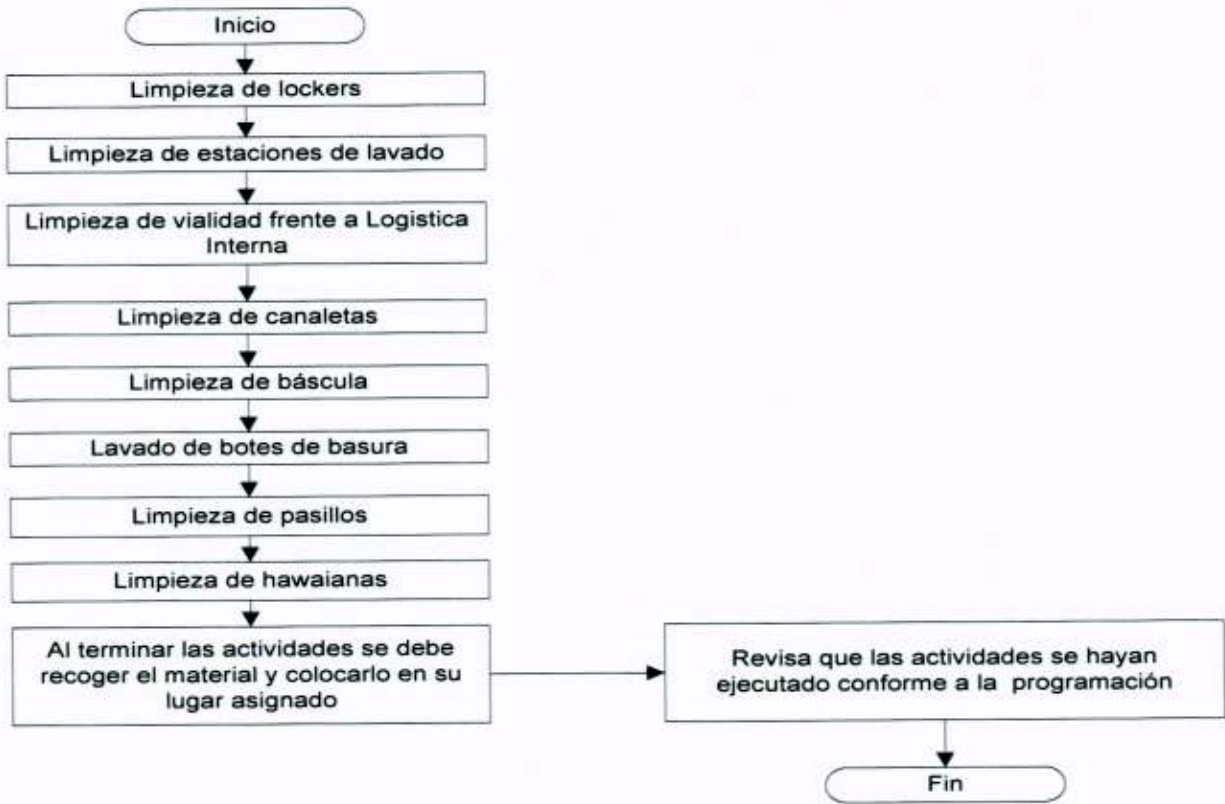 Inicio
Limpieza de lockers
Limpieza de estaciones de lavado
Limpieza de vialidad frente a Logistica
Interna
Limpieza de canaletas
Limpieza de báscula
Lavado de botes de basura
Limpieza de pasillos
Limpieza de hawaianas
Al terminar las actividades se debe
recoger el material y colocarlo en su
lugar asignado
Revisa que las actividades se hayan
ejecutado conforme a la programación
Fin